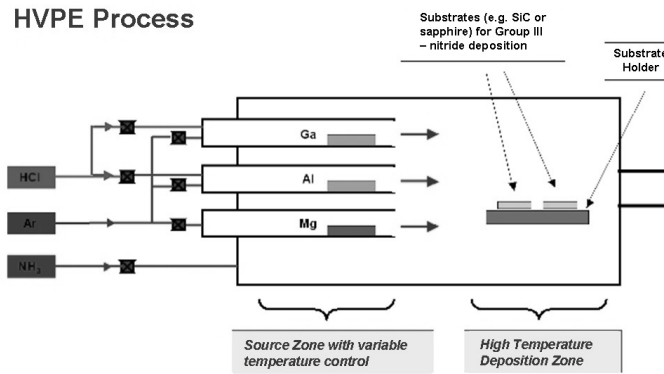 HVPE Process
Substrates (e.g. SiC or
sapphire) for Group III
– nitride deposition
Substrate
Holder
Ga
HCl
Al
Ar
Mg
NH3
Source Zone with variable
temperature control
High Temperature
Deposition Zone